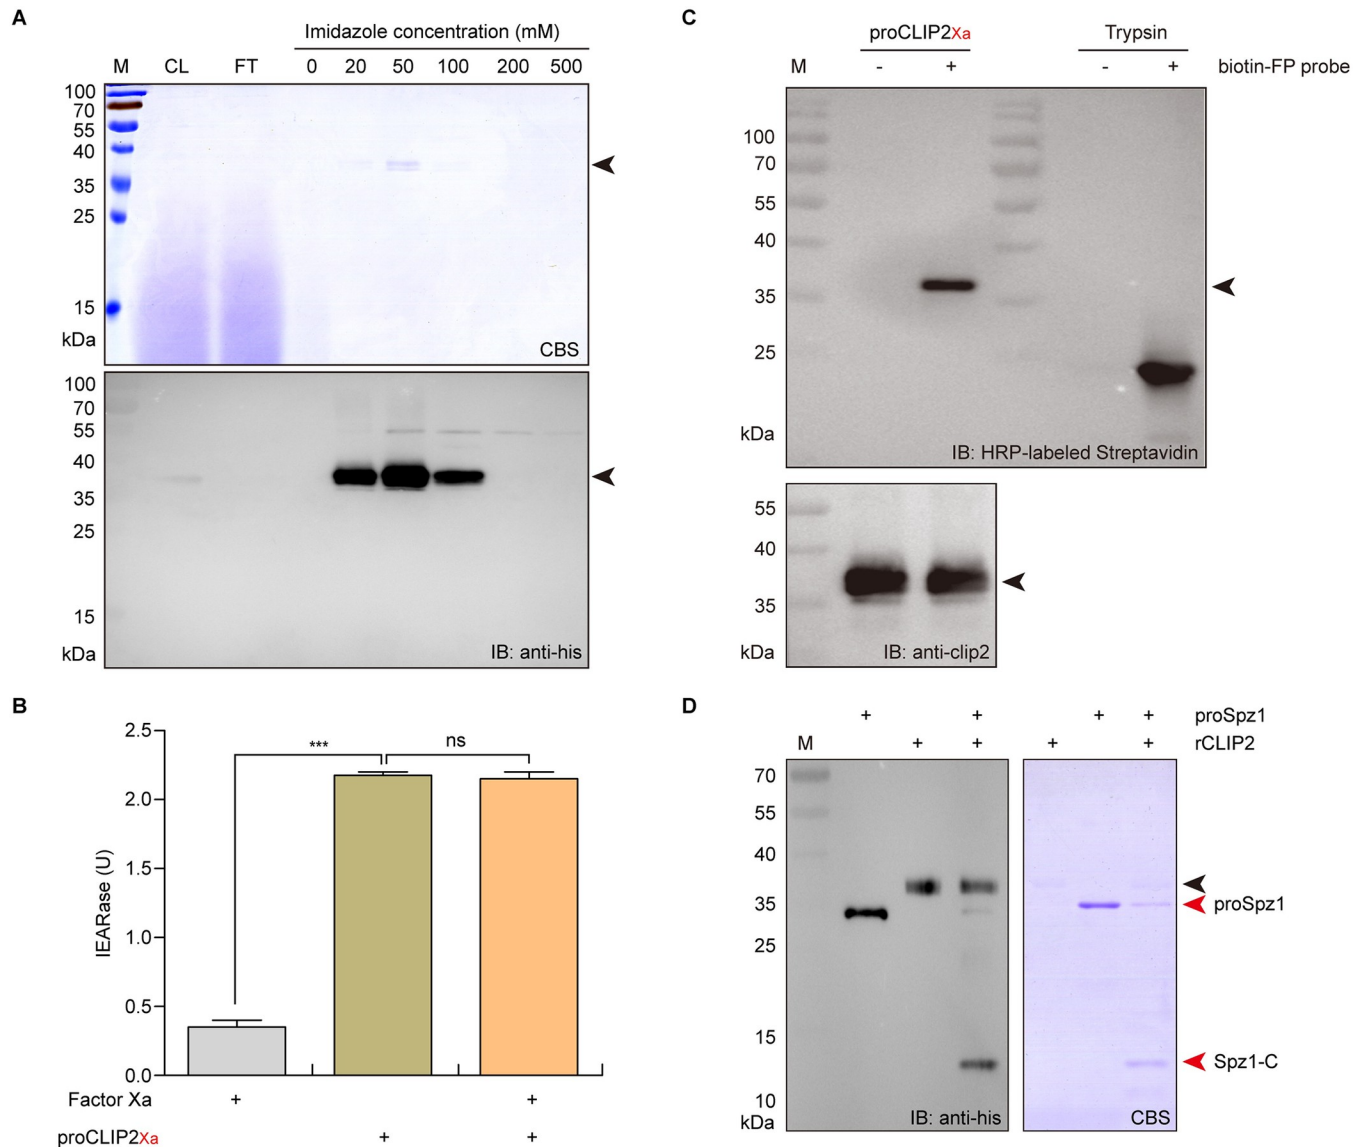 A
Imidazole concentration (mM)
M CL FT 0 20 50 100 200 500
100
70
55
40
35
25
15
kDa
CBS
100
70
55
40
35
25
15
kDa
IB: anti-his
B
IEARase (U)
2.5
2.0
1.5
1.0
0.5
0.0
*** ns
Factor Xa + +
proCLIP2Xa + +
C
proCLIP2Xa Trypsin
M - + - + biotin-FP probe
100
70
55
40
35
25
kDa
IB: HRP-labeled Streptavidin
55
40
35
kDa
IB: anti-clip2
D
+ + + + proSpz1
M + + + + rCLIP2
70
55
40
35
25
15
10
kDa
IB: anti-his
proSpz1
Spz1-C
CBS